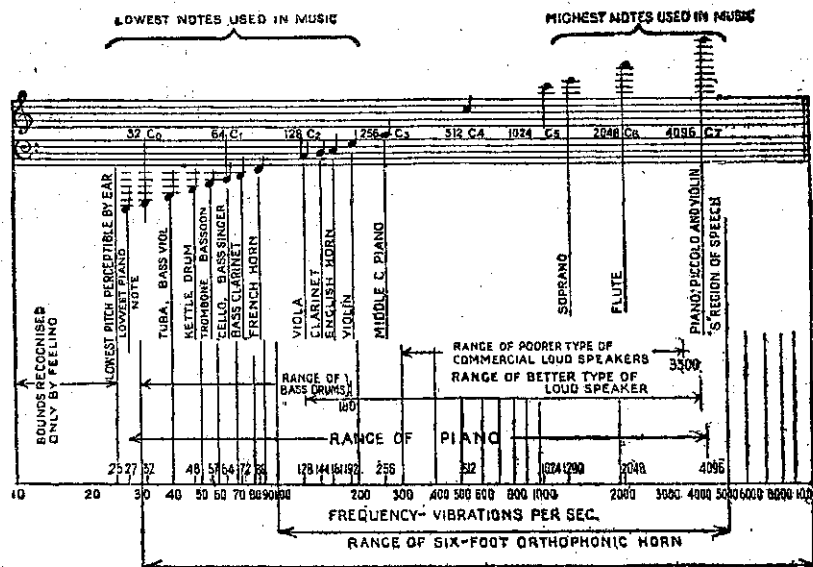 LOWEST NOTES USED IN MUSIC
HIGHEST NOTES USED IN MUSIC
32 C0
64 C1
128 C2
256 C3
512 C4
1024 C5
2048 C6
4096 C7
BOUNDS RECOGNISED
ONLY BY FEELING
LOWEST PITCH PERCEPTIBLE BY EAR
LOWEST PIANO
NOTE
TUBA, BASS VIOL
KETTLE DRUM
TROMBONE, BASSOON
'CELLO, BASS SINGER
BASS CLARINET
FRENCH HORN
VIOLA
CLARINET
ENGLISH HORN
VIOLIN
MIDDLE C PIANO
SOPRANO
FLUTE
PIANO, PICCOLO AND VIOLIN
"S" REGION OF SPEECH
RANGE OF POORER TYPE OF
COMMERCIAL LOUD SPEAKERS
3500
RANGE OF
BASS DRUMS
180
RANGE OF BETTER TYPE OF
LOUD SPEAKER
RANGE OF PIANO
25 27 32 48 57 64 72 128 144 161 192 256 512 1024 1290 2048 4096
10 20 30 40 50 60 70 80 90 100 200 300 400 500 600 800 1000 2000 3000 4000 5000 6000 7000 8000
FREQUENCY-VIBRATIONS PER SEC.
RANGE OF SIX-FOOT ORTHOPHONIC HORN